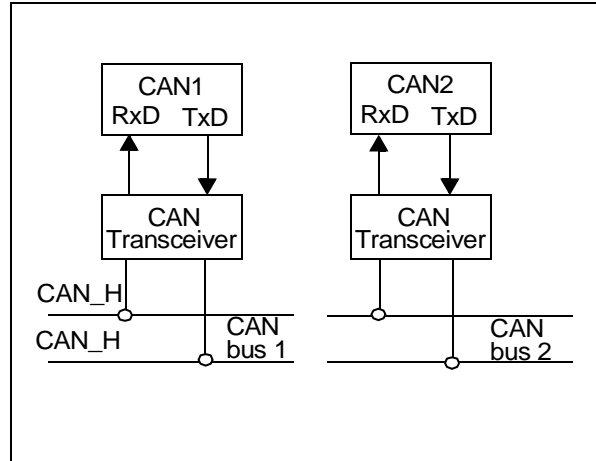 CAN1
RxD TxD
CAN
Transceiver
CAN_H
CAN_H
CAN
bus 1
CAN2
RxD TxD
CAN
Transceiver
CAN
bus 2